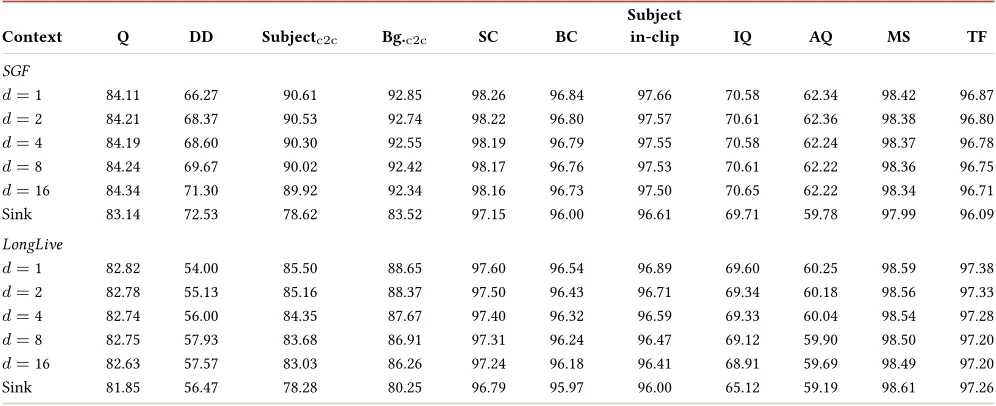 Context Q DD Subject_c2c Bg._c2c SC BC Subject in-clip IQ AQ MS TF
SGF
d = 1 84.11 66.27 90.61 92.85 98.26 96.84 97.66 70.58 62.34 98.42 96.87
d = 2 84.21 68.37 90.53 92.74 98.22 96.80 97.57 70.61 62.36 98.38 96.80
d = 4 84.19 68.60 90.30 92.55 98.19 96.79 97.55 70.58 62.24 98.37 96.78
d = 8 84.24 69.67 90.02 92.42 98.17 96.76 97.53 70.61 62.22 98.36 96.75
d = 16 84.34 71.30 89.92 92.34 98.16 96.73 97.50 70.65 62.22 98.34 96.71
Sink 83.14 72.53 78.62 83.52 97.15 96.00 96.61 69.71 59.78 97.99 96.09
LongLive
d = 1 82.82 54.00 85.50 88.65 97.60 96.54 96.89 69.60 60.25 98.59 97.38
d = 2 82.78 55.13 85.16 88.37 97.50 96.43 96.71 69.34 60.18 98.56 97.33
d = 4 82.74 56.00 84.35 87.67 97.40 96.32 96.59 69.33 60.04 98.54 97.28
d = 8 82.75 57.93 83.68 86.91 97.31 96.24 96.47 69.12 59.90 98.50 97.20
d = 16 82.63 57.57 83.03 86.26 97.24 96.18 96.41 68.91 59.69 98.49 97.20
Sink 81.85 56.47 78.28 80.25 96.79 95.97 96.00 65.12 59.19 98.61 97.26